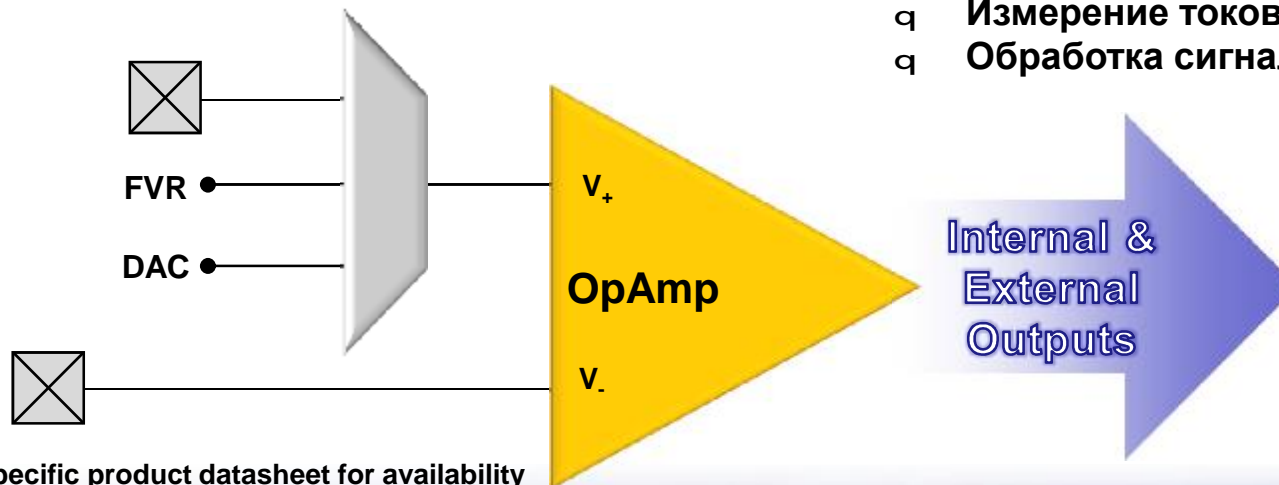 q Измерение токов
q Обработка сигна
FVR
DAC
V+
OpAmp
V-
Internal &
External
Outputs
pecific product datasheet for availability